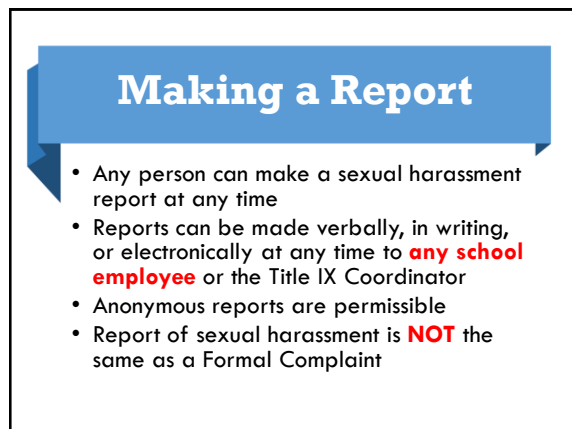 Making a Report
• Any person can make a sexual harassment
report at any time
• Reports can be made verbally, in writing,
or electronically at any time to any school
employee or the Title IX Coordinator
• Anonymous reports are permissible
• Report of sexual harassment is NOT the
same as a Formal Complaint